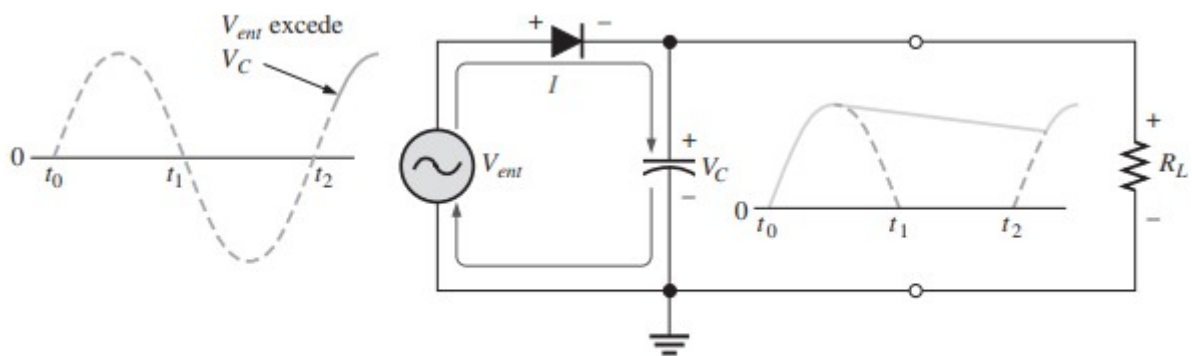 V_ent excede
V_C
0
t_0
t_1
t_2
+
−
I
V_ent
+
V_C
−
0
t_0
t_1
t_2
+
R_L
−